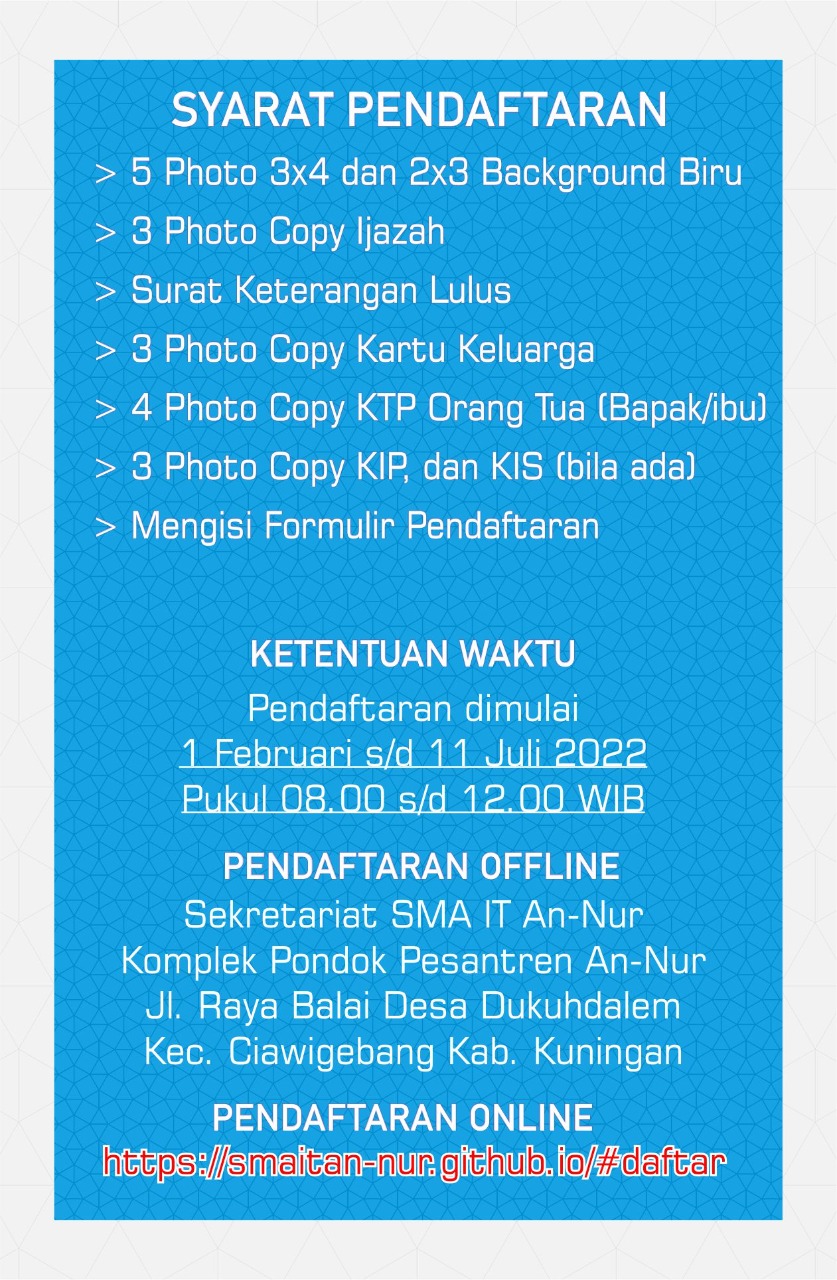 SYARAT PENDAFTARAN
> 5 Photo 3x4 dan 2x3 Background Biru
> 3 Photo Copy Ijazah
> Surat Keterangan Lulus
> 3 Photo Copy Kartu Keluarga
> 4 Photo Copy KTP Orang Tua (Bapak/ibu)
> 3 Photo Copy KIP, dan KIS (bila ada)
> Mengisi Formulir Pendaftaran
KETENTUAN WAKTU
Pendaftaran dimulai
1 Februari s/d 11 Juli 2022
Pukul 08.00 s/d 12.00 WIB
PENDAFTARAN OFFLINE
Sekretariat SMA IT An-Nur
Komplek Pondok Pesantren An-Nur
Jl. Raya Balai Desa Dukuhdalem
Kec. Ciawigebang Kab. Kuningan
PENDAFTARAN ONLINE
https://smaitan-nur.github.io/#daftar